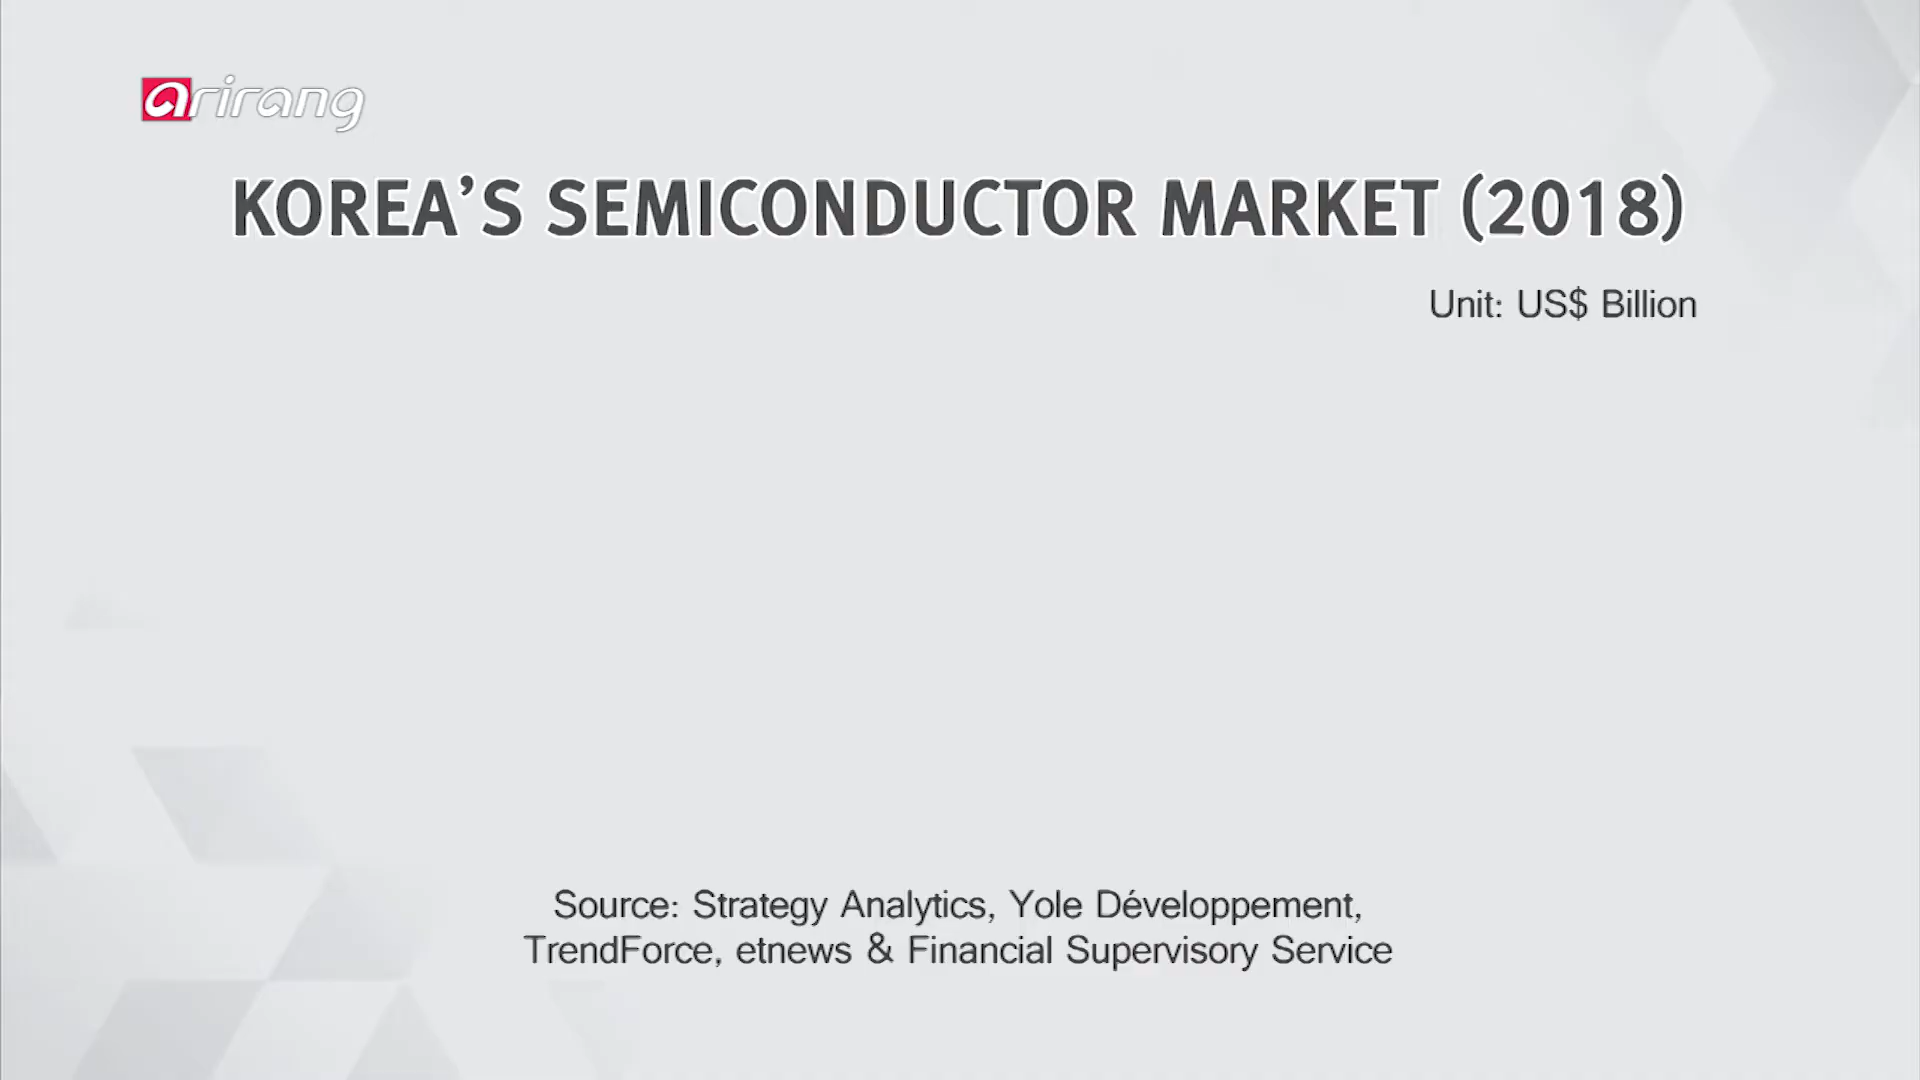 arirang
KOREA'S SEMICONDUCTOR MARKET (2018)
Unit: US$ Billion
Source: Strategy Analytics, Yole Développement,
TrendForce, etnews & Financial Supervisory Service